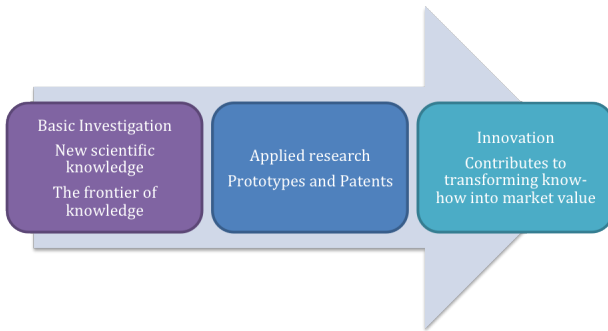 Basic Investigation
New scientific
knowledge
The frontier of
knowledge
Applied research
Prototypes and Patents
Innovation
Contributes to
transforming know-
how into market value